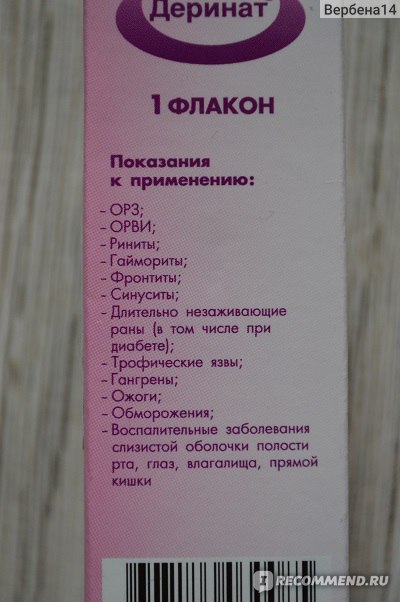 Вербена14
Деринат
1 ФЛАКОН
Показания
к применению:
- ОРЗ;
- ОРВИ;
- Риниты;
- Гаймориты;
- Фронтиты;
- Синуситы;
- Длительно незаживающие
раны (в том числе при
диабете);
- Трофические язвы;
- Гангрены;
- Ожоги;
- Обморожения;
- Воспалительные заболевания
слизистой оболочки полости
рта, глаз, влагалища, прямой
кишки
RECOMMEND.RU